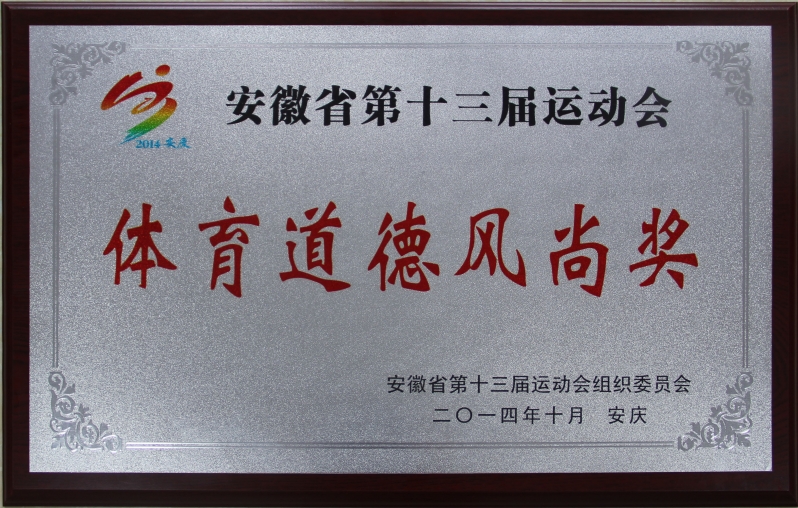 安徽省第十三届运动会
2014 安庆
体育道德风尚奖
安徽省第十三届运动会组织委员会
二〇一四年十月 安庆